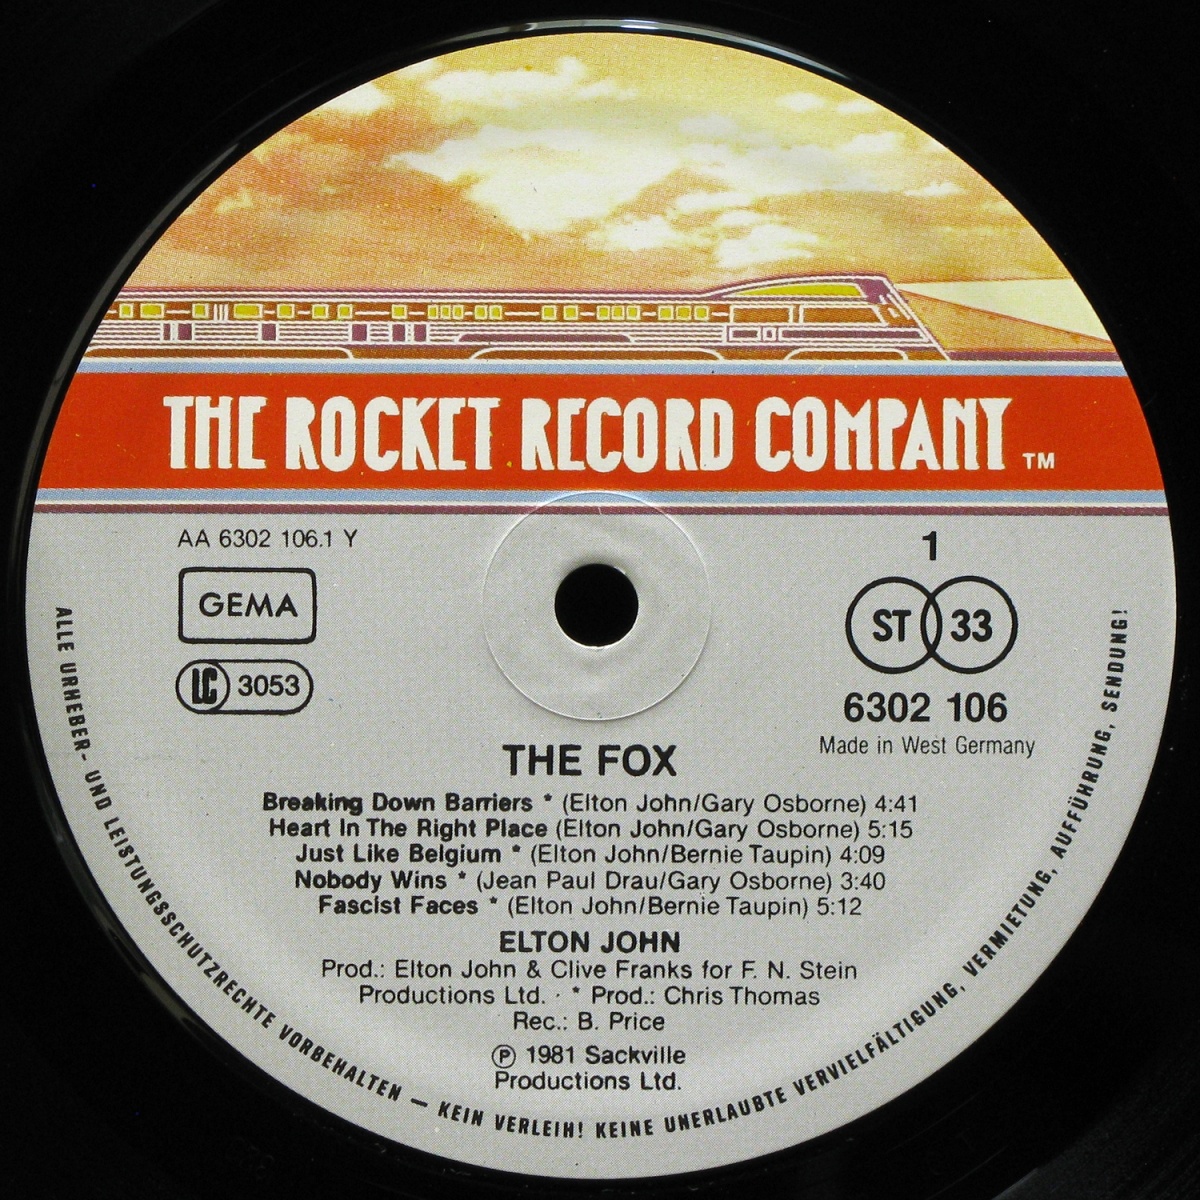 THE ROCKET RECORD COMPANY TM
AA 6302 106.1 Y
GEMA
LC 3053
1
ST 33
6302 106
Made in West Germany
THE FOX
Breaking Down Barriers * (Elton John/Gary Osborne) 4:41
Heart In The Right Place (Elton John/Gary Osborne) 5:15
Just Like Belgium * (Elton John/Bernie Taupin) 4:09
Nobody Wins * (Jean Paul Drau/Gary Osborne) 3:40
Fascist Faces * (Elton John/Bernie Taupin) 5:12
ELTON JOHN
Prod.: Elton John & Clive Franks for F. N. Stein
Productions Ltd. · * Prod.: Chris Thomas
Rec.: B. Price
℗ 1981 Sackville
Productions Ltd.
ALLE URHEBER- UND LEISTUNGSSCHUTZRECHTE VORBEHALTEN — KEIN VERLEIH! KEINE UNERLAUBTE VERVIELFÄLTIGUNG, VERMIETUNG, AUFFÜHRUNG, SENDUNG!